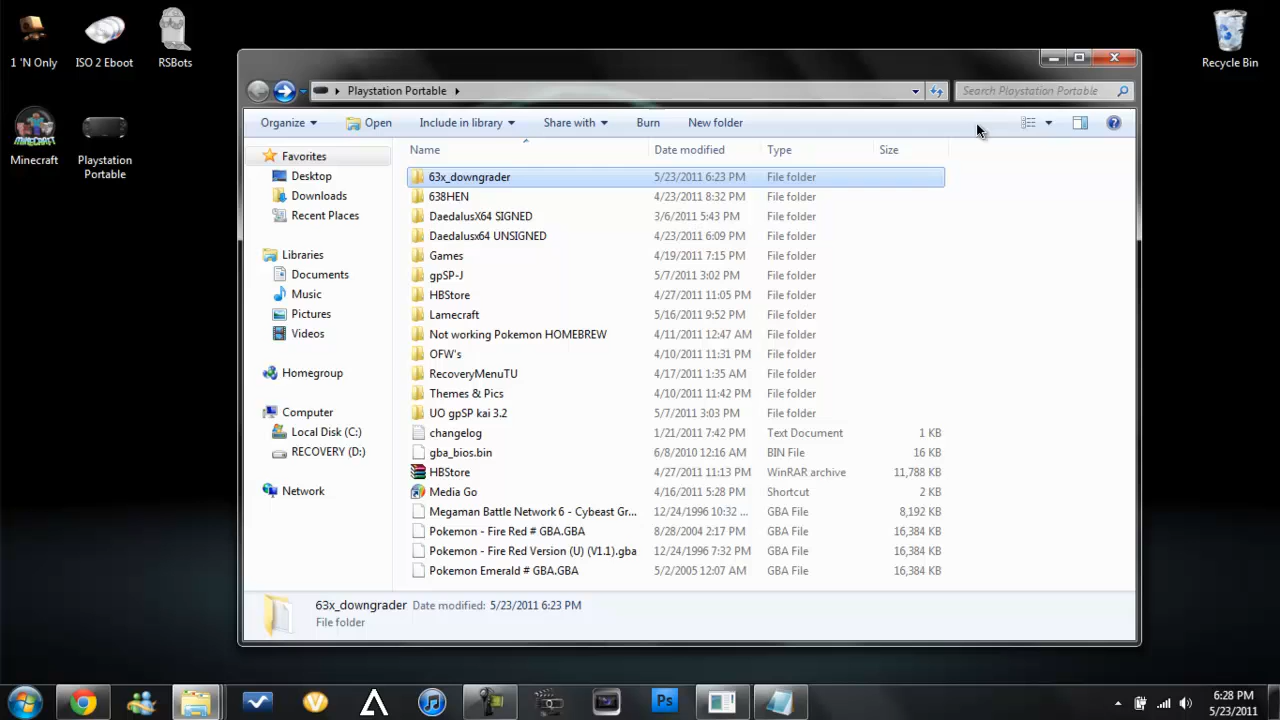 1 'N Only
ISO 2 Eboot
RSBots
Recycle Bin
Minecraft
Playstation
Portable
Playstation Portable
Search Playstation Portable
Organize
Open
Include in library
Share with
Burn
New folder
Favorites
Desktop
Downloads
Recent Places
Libraries
Documents
Music
Pictures
Videos
Homegroup
Computer
Local Disk (C:)
RECOVERY (D:)
Network
Name Date modified Type Size
63x_downgrader 5/23/2011 6:23 PM File folder
638HEN 4/23/2011 8:32 PM File folder
DaedalusX64 SIGNED 3/6/2011 5:43 PM File folder
Daedalusx64 UNSIGNED 4/23/2011 6:09 PM File folder
Games 4/19/2011 7:15 PM File folder
gpSP-J 5/7/2011 3:02 PM File folder
HBStore 4/27/2011 11:05 PM File folder
Lamecraft 5/16/2011 9:52 PM File folder
Not working Pokemon HOMEBREW 4/11/2011 12:47 AM File folder
OFW's 4/10/2011 11:31 PM File folder
RecoveryMenuTU 4/17/2011 1:35 AM File folder
Themes & Pics 4/10/2011 11:42 PM File folder
UO gpSP kai 3.2 5/7/2011 3:03 PM File folder
changelog 1/21/2011 7:42 PM Text Document 1 KB
gba_bios.bin 6/8/2010 12:16 AM BIN File 16 KB
HBStore 4/27/2011 11:13 PM WinRAR archive 11,788 KB
Media Go 4/16/2011 5:28 PM Shortcut 2 KB
Megaman Battle Network 6 - Cybeast Gr... 12/24/1996 10:32 ... GBA File 8,192 KB
Pokemon - Fire Red # GBA.GBA 8/28/2004 2:17 PM GBA File 16,384 KB
Pokemon - Fire Red Version (U) (V1.1).gba 12/24/1996 7:32 PM GBA File 16,384 KB
Pokemon Emerald # GBA.GBA 5/2/2005 12:07 AM GBA File 16,384 KB
63x_downgrader Date modified: 5/23/2011 6:23 PM
File folder
Ps
6:28 PM
5/23/2011